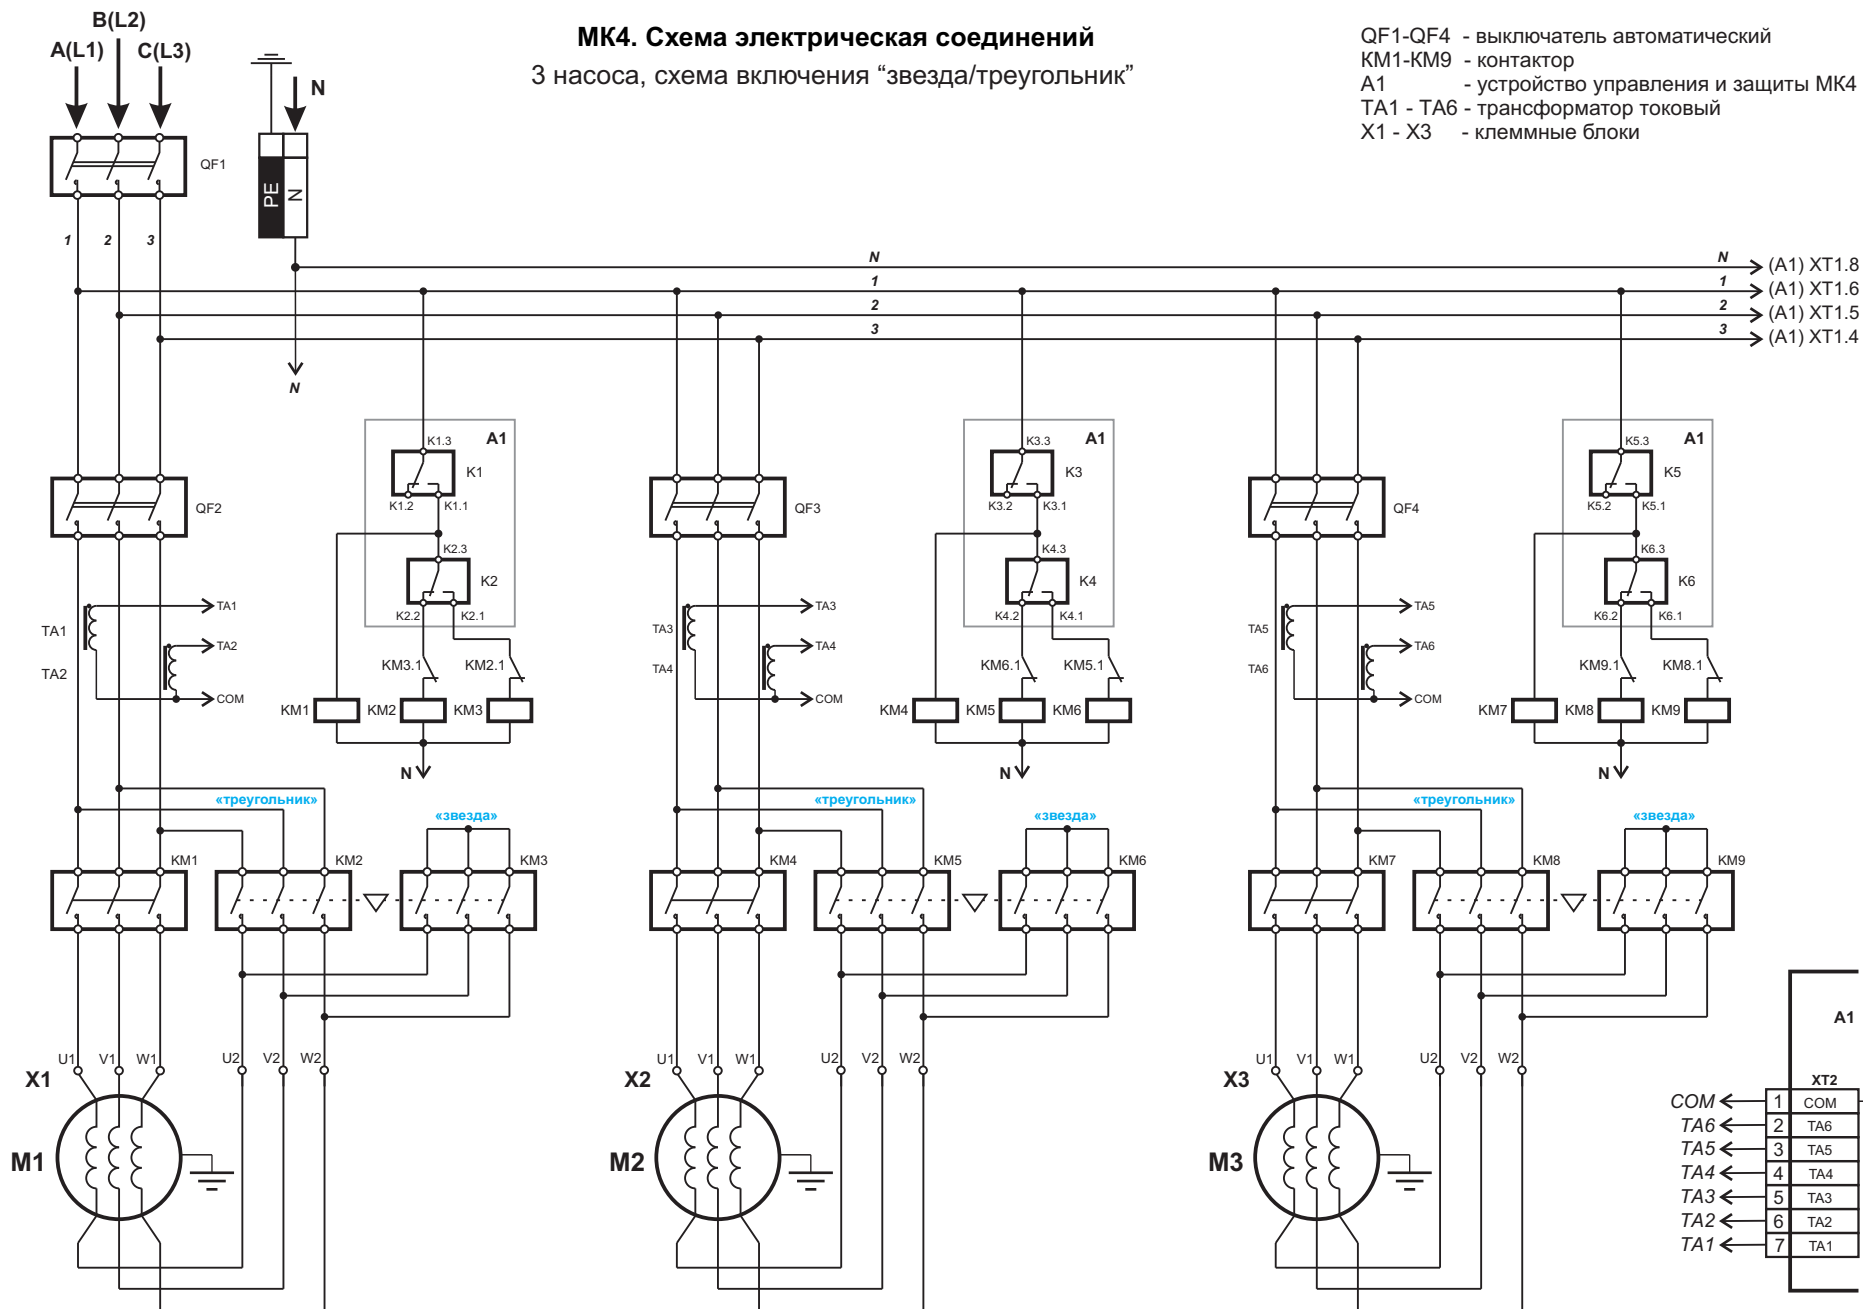 B(L2)
A(L1)
C(L3)
N
МК4. Схема электрическая соединений
3 насоса, схема включения “звезда/треугольник”
QF1-QF4 - выключатель автоматический
КМ1-КМ9 - контактор
А1 - устройство управления и защиты МК4
ТА1 - ТА6 - трансформатор токовый
Х1 - Х3 - клеммные блоки
QF1
PE
N
1
2
3
N
N
(A1) XT1.8
1
1
(A1) XT1.6
2
2
(A1) XT1.5
3
3
(A1) XT1.4
N
K1.3
A1
K1
K1.2
K1.1
K2.3
K2
K2.2
K2.1
QF2
TA1
TA1
TA2
TA2
COM
KM3.1
KM2.1
KM1
KM2
KM3
N
K3.3
A1
K3
K3.2
K3.1
K4.3
K4
K4.2
K4.1
QF3
TA3
TA3
TA4
TA4
COM
KM6.1
KM5.1
KM4
KM5
KM6
N
K5.3
A1
K5
K5.2
K5.1
K6.3
K6
K6.2
K6.1
QF4
TA5
TA5
TA6
TA6
COM
KM9.1
KM8.1
KM7
KM8
KM9
N
«треугольник»
«звезда»
«треугольник»
«звезда»
«треугольник»
«звезда»
KM1
KM2
KM3
KM4
KM5
KM6
KM7
KM8
KM9
U1
V1
W1
U2
V2
W2
U1
V1
W1
U2
V2
W2
U1
V1
W1
U2
V2
W2
X1
X2
X3
M1
M2
M3
A1
XT2
COM 1 COM
TA6 2 TA6
TA5 3 TA5
TA4 4 TA4
TA3 5 TA3
TA2 6 TA2
TA1 7 TA1